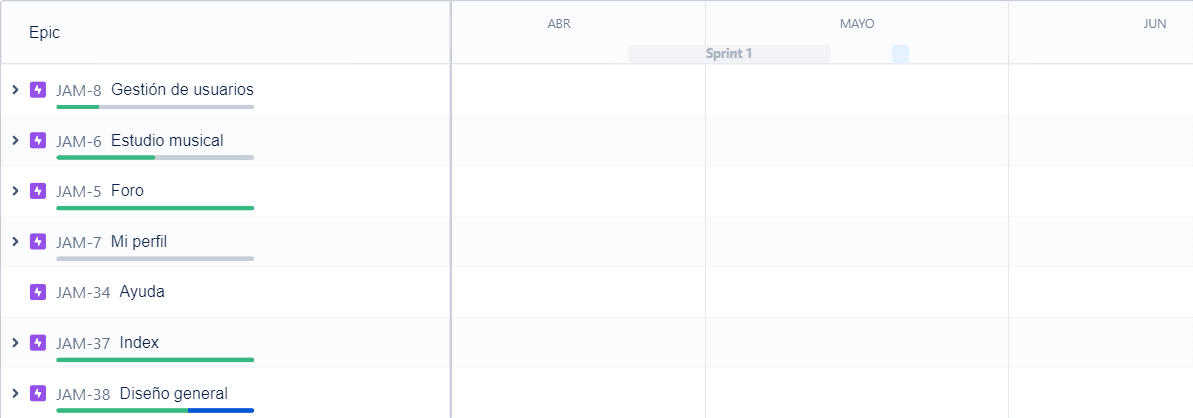 Epic
ABR
MAYO
JUN
Sprint 1
JAM-8 Gestión de usuarios
JAM-6 Estudio musical
JAM-5 Foro
JAM-7 Mi perfil
JAM-34 Ayuda
JAM-37 Index
JAM-38 Diseño general